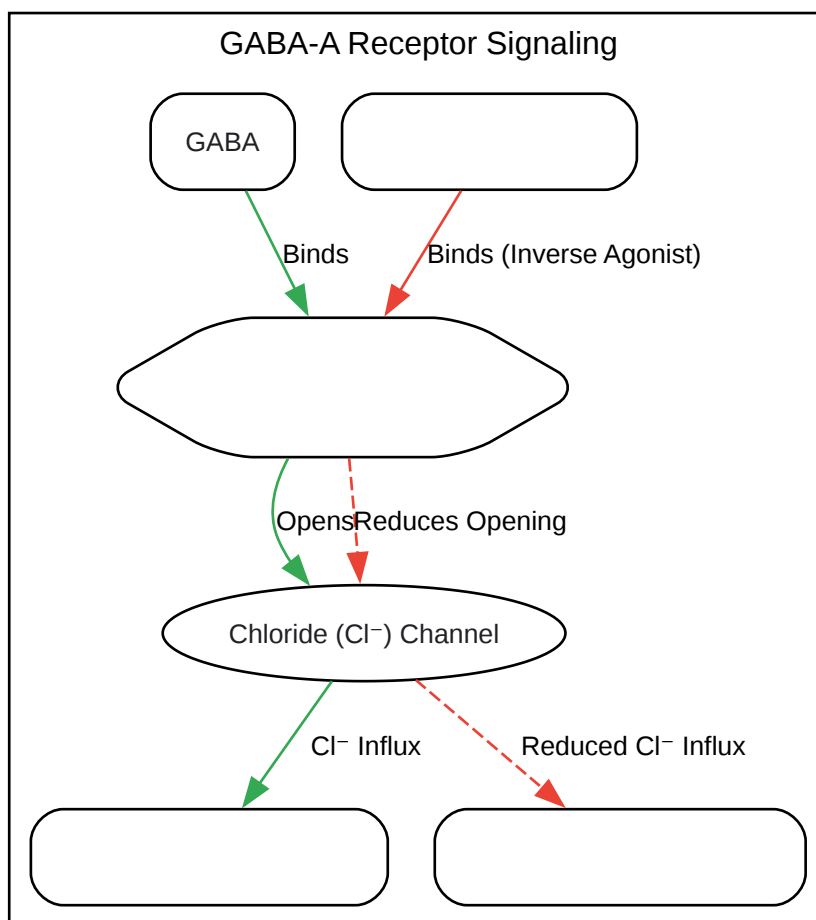 GABA-A Receptor Signaling
GABA
Binds
Binds (Inverse Agonist)
Opens
Reduces Opening
Chloride (Cl⁻) Channel
Cl⁻ Influx
Reduced Cl⁻ Influx